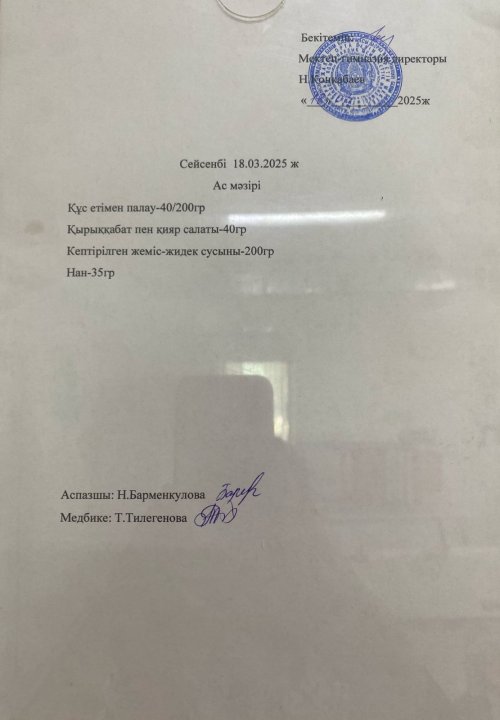 Бекітемін
Мектеп-гимназия директоры
Н.Қонқабаев
« 2025ж
Сейсенбі 18.03.2025 ж
Ас мәзірі
Құс етімен палау-40/200гр
Қырыққабат пен қияр салаты-40гр
Кептірілген жеміс-жидек сусыны-200гр
Нан-35гр
Аспазшы: Н.Барменкулова
Медбике: Т.Тилегенова